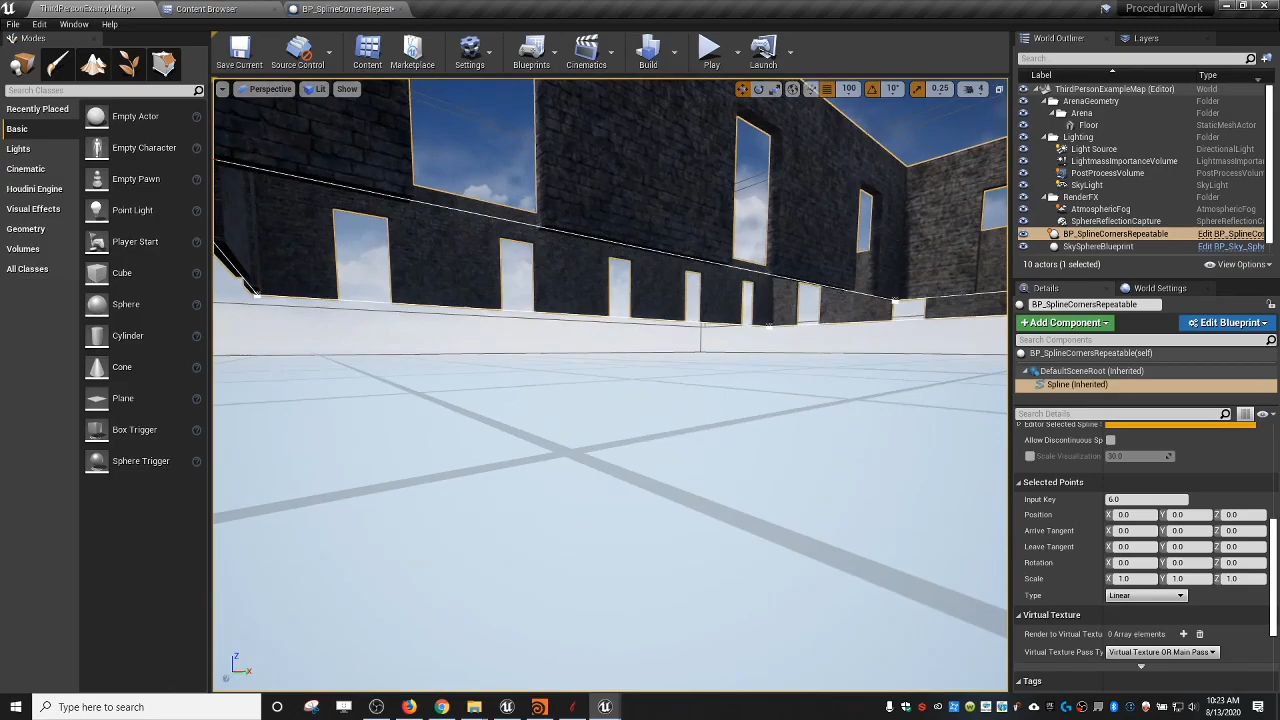 ThirdPersonExampleMap*
Content Browser
BP_SplineCornersRepeat*
ProceduralWork
File Edit Window Help
Modes
Search Classes
Recently Placed
Basic
Lights
Cinematic
Houdini Engine
Visual Effects
Geometry
Volumes
All Classes
Empty Actor
Empty Character
Empty Pawn
Point Light
Player Start
Cube
Sphere
Cylinder
Cone
Plane
Box Trigger
Sphere Trigger
Save Current
Source Control
Content
Marketplace
Settings
Blueprints
Cinematics
Build
Play
Launch
Perspective Lit Show
100 10° 0.25 4
Z
X
World Outliner Layers
Search...
Label Type
ThirdPersonExampleMap (Editor) World
ArenaGeometry Folder
Arena Folder
Floor StaticMeshActor
Lighting Folder
Light Source DirectionalLight
LightmassImportanceVolume LightmassImporta
PostProcessVolume PostProcessVolum
SkyLight SkyLight
RenderFX Folder
AtmosphericFog AtmosphericFog
SphereReflectionCapture SphereReflectionC
BP_SplineCornersRepeatable Edit BP_SplineCor
SkySphereBlueprint Edit BP_Sky_Sphe
10 actors (1 selected) View Options
Details World Settings
BP_SplineCornersRepeatable
Add Component Edit Blueprint
Search Components
BP_SplineCornersRepeatable(self)
DefaultSceneRoot (Inherited)
Spline (Inherited)
Search Details
Editor Selected Spline
Allow Discontinuous Sp
Scale Visualization 30.0
Selected Points
Input Key 6.0
Position X 0.0 Y 0.0 Z 0.0
Arrive Tangent X 0.0 Y 0.0 Z 0.0
Leave Tangent X 0.0 Y 0.0 Z 0.0
Rotation X 0.0 Y 0.0 Z 0.0
Scale X 1.0 Y 1.0 Z 1.0
Type Linear
Virtual Texture
Render to Virtual Textu 0 Array elements
Virtual Texture Pass Ty Virtual Texture OR Main Pass
Tags
Type here to search
10:23 AM
8/13/2020